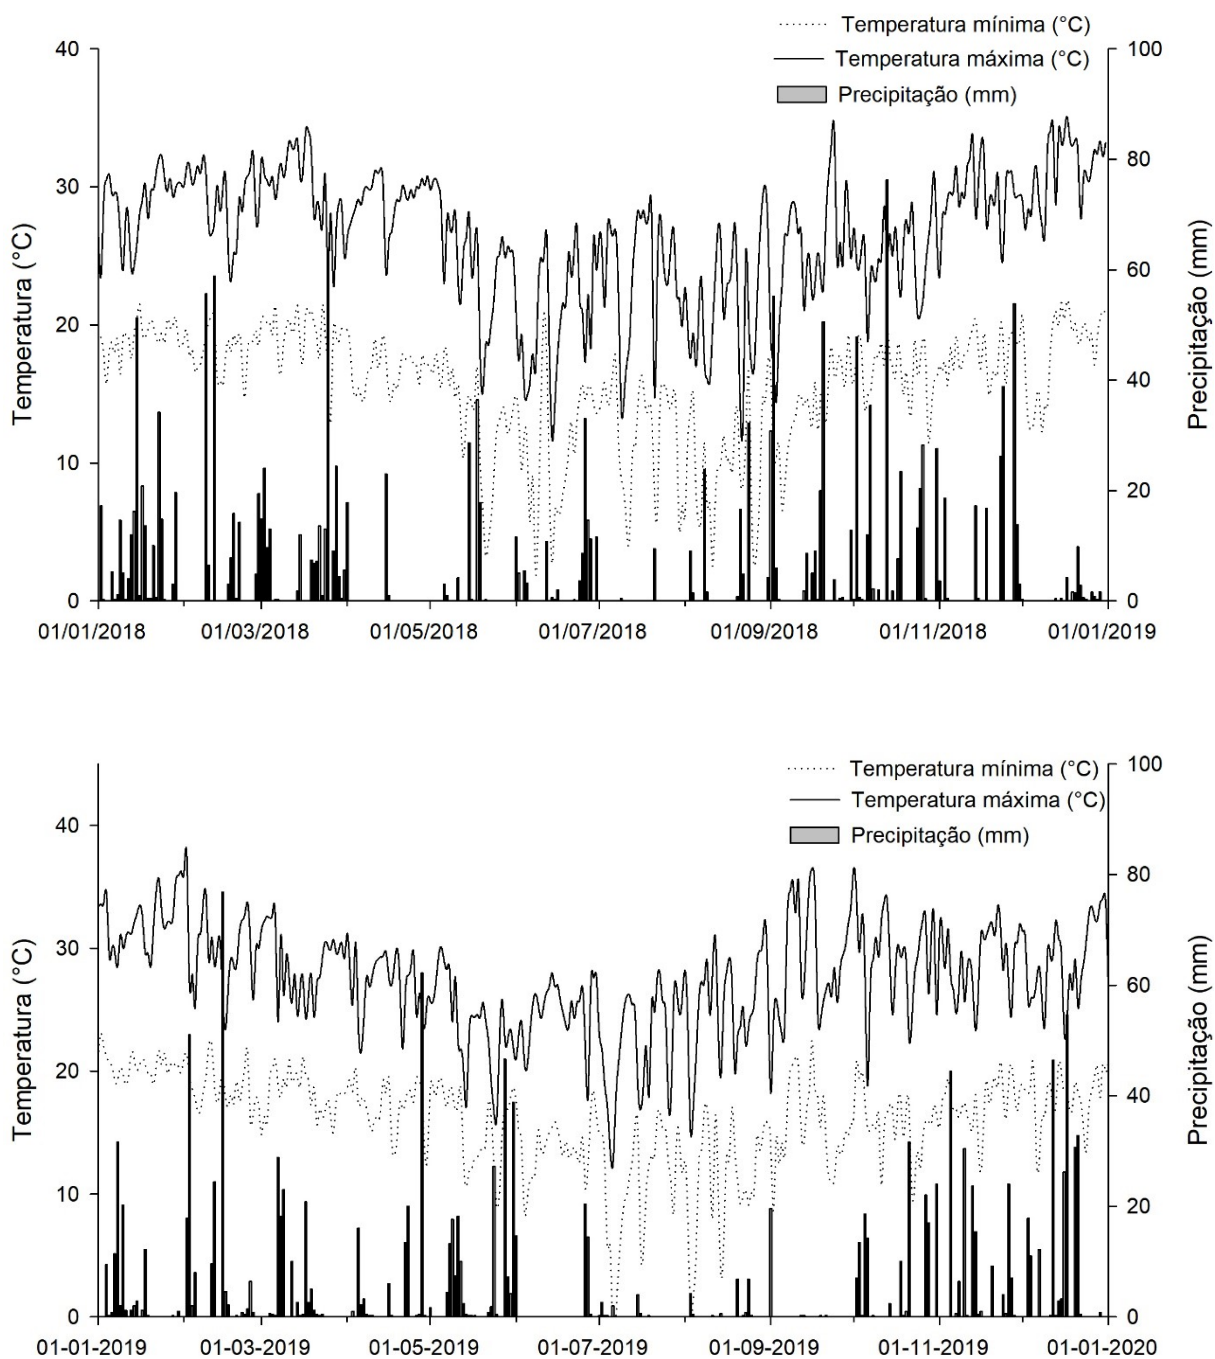 Temperatura mínima (°C)
40
100
Temperatura máxima (°C)
Precipitação (mm)
80
30
60
Temperatura (°C)
Precipitação (mm)
20
40
10
20
0
0
01/01/2018 01/03/2018 01/05/2018 01/07/2018 01/09/2018 01/11/2018 01/01/2019
100
Temperatura mínima (°C)
Temperatura máxima (°C)
40
Precipitação (mm)
80
30
60
Temperatura (°C)
Precipitação (mm)
20
40
10
20
0
0
01-01-2019 01-03-2019 01-05-2019 01-07-2019 01-09-2019 01-11-2019 01-01-2020